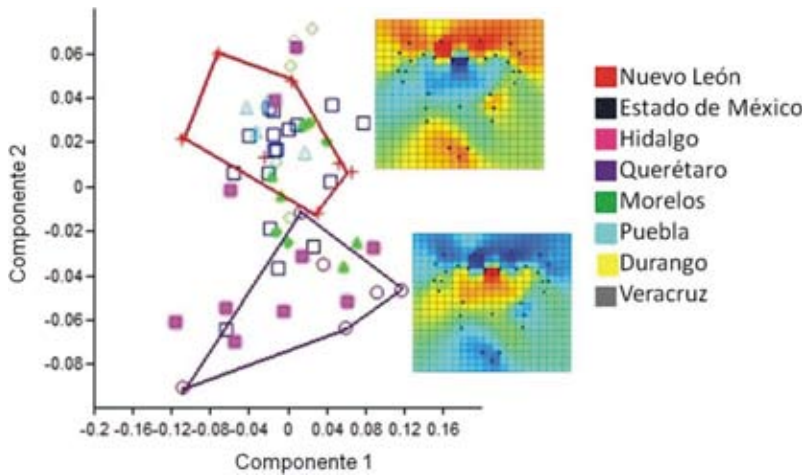 0.06
0.04
0.02
0
-0.02
-0.04
-0.06
-0.08
Componente 2
-0.2 -0.16 -0.12 -0.08 -0.04 0 0.04 0.08 0.12 0.16
Componente 1
Nuevo León
Estado de México
Hidalgo
Querétaro
Morelos
Puebla
Durango
Veracruz